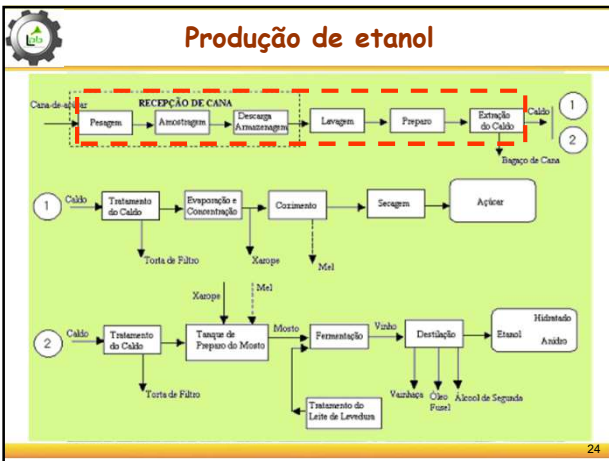 Produção de etanol
RECEPÇÃO DE CANA
Cana-de-açúcar
Pesagem
Amostragem
Descarga
Armazenagem
Lavagem
Preparo
Extração
do Caldo
Caldo
1
2
Bagaço de Cana
1
Caldo
Tratamento
do Caldo
Evaporação e
Concentração
Cozimento
Secagem
Açúcar
Torta de Filtro
Xarope
Mel
Xarope
Mel
2
Caldo
Tratamento
do Caldo
Tanque de
Preparo do Mosto
Mosto
Fermentação
Vinho
Destilação
Etanol
Hidratado
Anidro
Torta de Filtro
Tratamento do
Leite de Levedura
Vinhaça
Óleo
Fusel
Álcool de Segunda
24